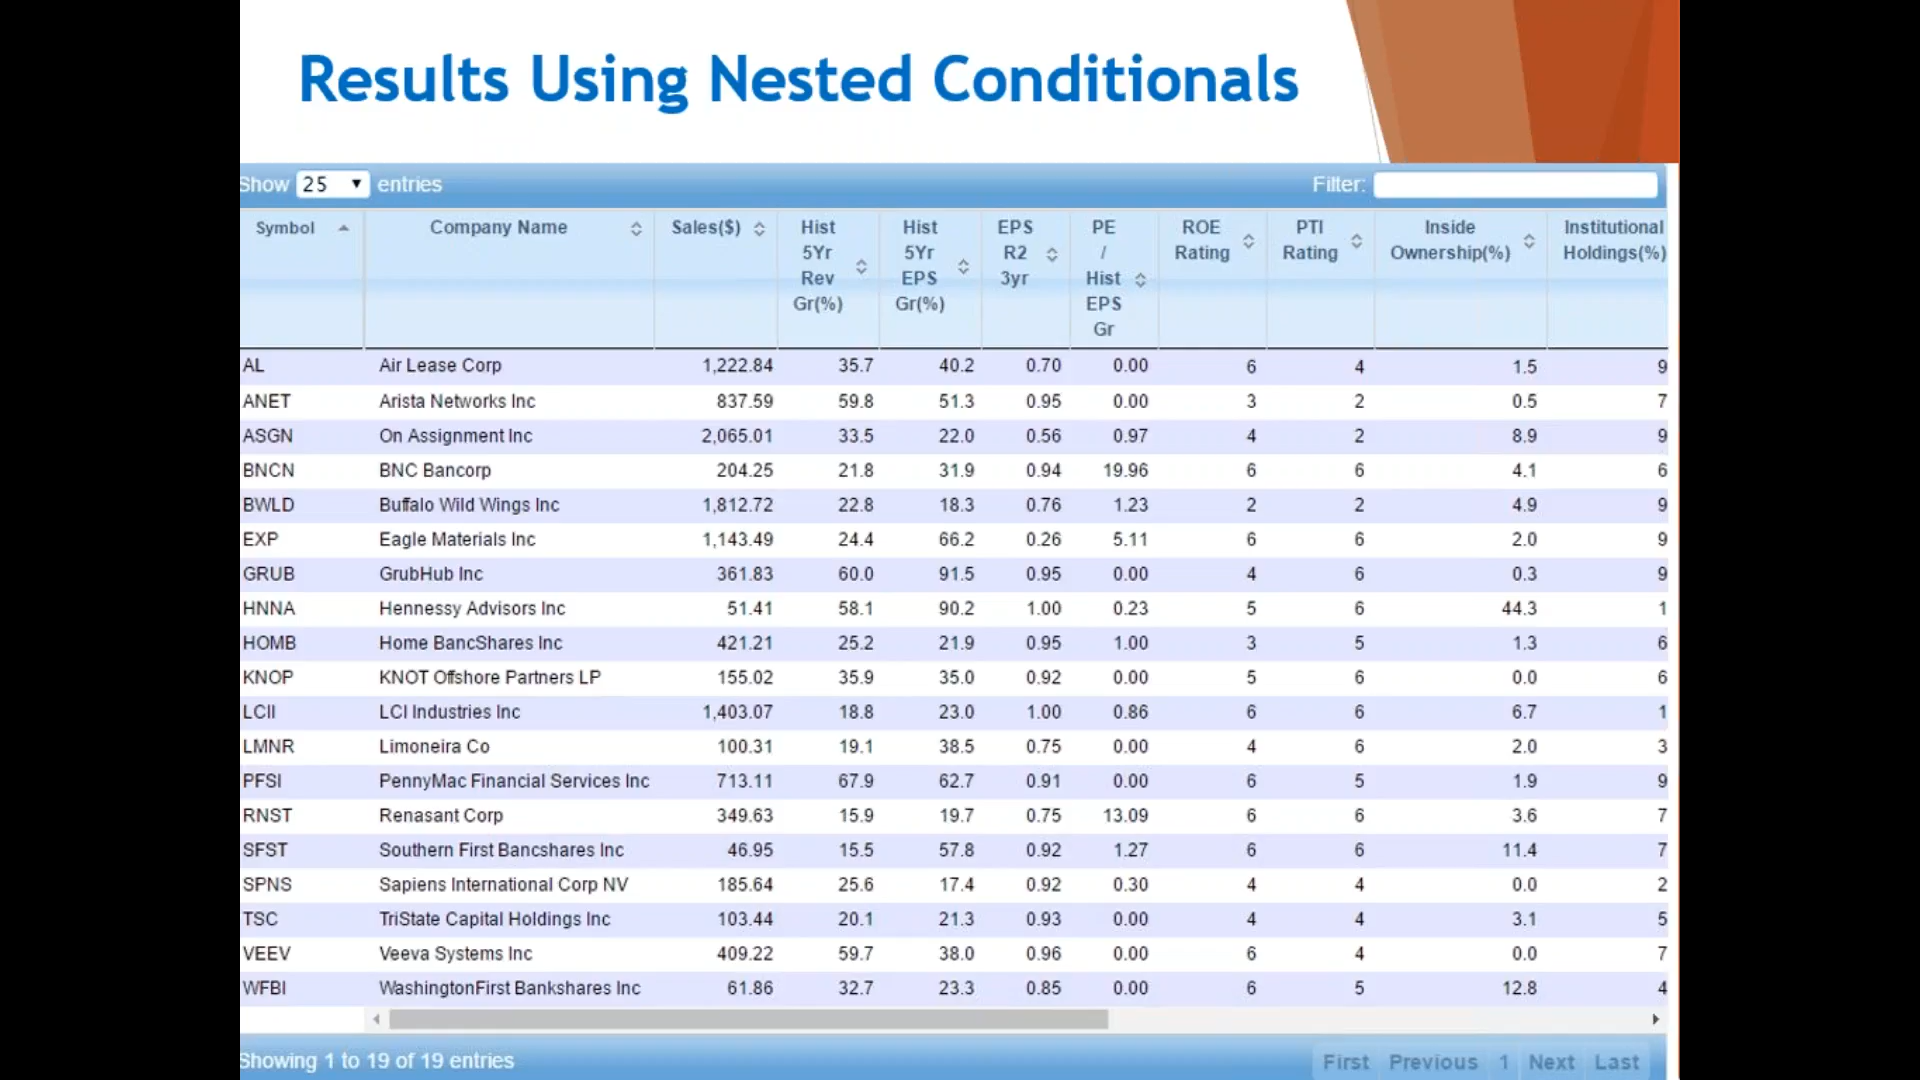 Results Using Nested Conditionals
Show 25 entries Filter:
Symbol Company Name Sales($) Hist 5Yr Rev Gr(%) Hist 5Yr EPS Gr(%) EPS R2 3yr PE / Hist EPS Gr ROE Rating PTI Rating Inside Ownership(%) Institutional Holdings(%)
AL Air Lease Corp 1,222.84 35.7 40.2 0.70 0.00 6 4 1.5 9
ANET Arista Networks Inc 837.59 59.8 51.3 0.95 0.00 3 2 0.5 7
ASGN On Assignment Inc 2,065.01 33.5 22.0 0.56 0.97 4 2 8.9 9
BNCN BNC Bancorp 204.25 21.8 31.9 0.94 19.96 6 6 4.1 6
BWLD Buffalo Wild Wings Inc 1,812.72 22.8 18.3 0.76 1.23 2 2 4.9 9
EXP Eagle Materials Inc 1,143.49 24.4 66.2 0.26 5.11 6 6 2.0 9
GRUB GrubHub Inc 361.83 60.0 91.5 0.95 0.00 4 6 0.3 9
HNNA Hennessy Advisors Inc 51.41 58.1 90.2 1.00 0.23 5 6 44.3 1
HOMB Home BancShares Inc 421.21 25.2 21.9 0.95 1.00 3 5 1.3 6
KNOP KNOT Offshore Partners LP 155.02 35.9 35.0 0.92 0.00 5 6 0.0 6
LCII LCI Industries Inc 1,403.07 18.8 23.0 1.00 0.86 6 6 6.7 1
LMNR Limoneira Co 100.31 19.1 38.5 0.75 0.00 4 6 2.0 3
PFSI PennyMac Financial Services Inc 713.11 67.9 62.7 0.91 0.00 6 5 1.9 9
RNST Renasant Corp 349.63 15.9 19.7 0.75 13.09 6 6 3.6 7
SFST Southern First Bancshares Inc 46.95 15.5 57.8 0.92 1.27 6 6 11.4 7
SPNS Sapiens International Corp NV 185.64 25.6 17.4 0.92 0.30 4 4 0.0 2
TSC TriState Capital Holdings Inc 103.44 20.1 21.3 0.93 0.00 4 4 3.1 5
VEEV Veeva Systems Inc 409.22 59.7 38.0 0.96 0.00 6 4 0.0 7
WFBI WashingtonFirst Bankshares Inc 61.86 32.7 23.3 0.85 0.00 6 5 12.8 4
Showing 1 to 19 of 19 entries First Previous 1 Next Last